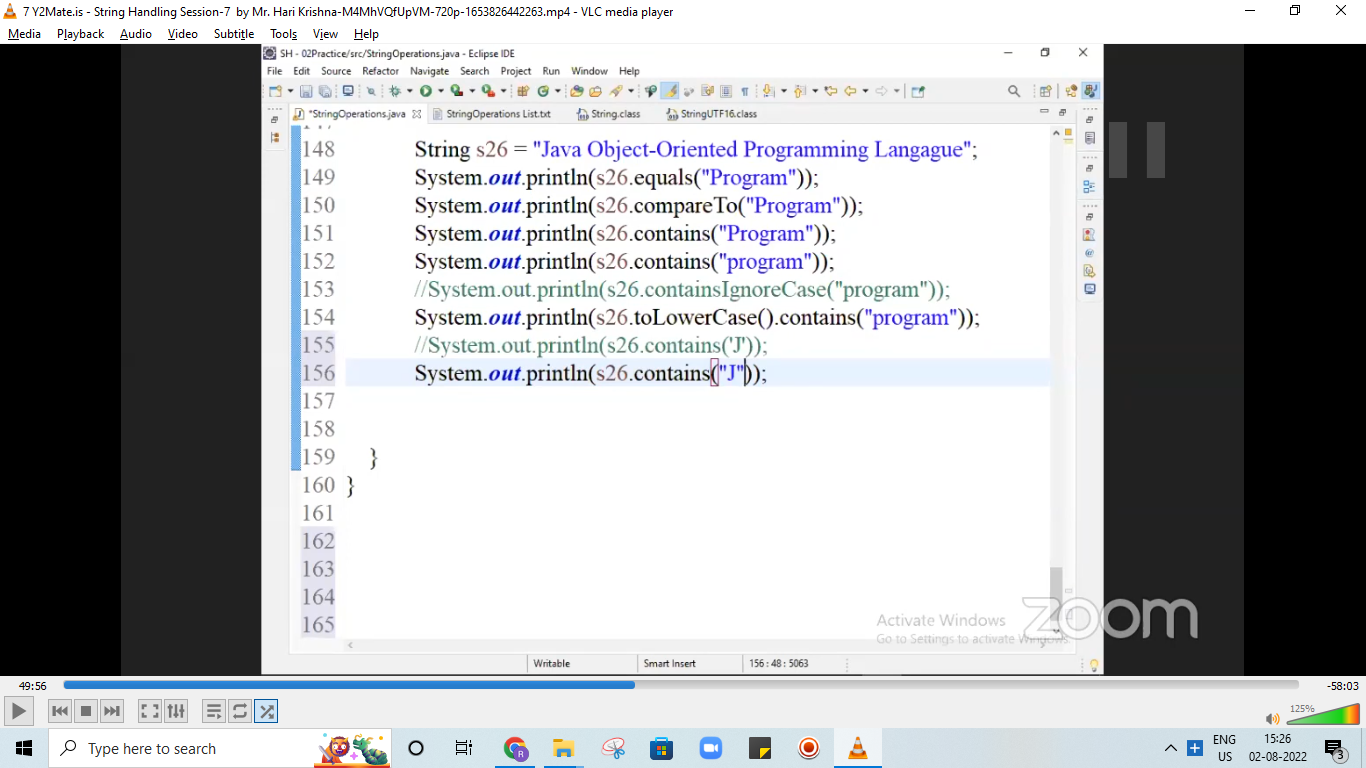 7 Y2Mate.is - String Handling Session-7 by Mr. Hari Krishna-M4MhVQfUpVM-720p-1653826442263.mp4 - VLC media player
Media Playback Audio Video Subtitle Tools View Help
SH - 02Practice/src/StringOperations.java - Eclipse IDE
File Edit Source Refactor Navigate Search Project Run Window Help
*StringOperations.java StringOperations List.txt String.class StringUTF16.class
148 String s26 = "Java Object-Oriented Programming Langague";
149 System.out.println(s26.equals("Program"));
150 System.out.println(s26.compareTo("Program"));
151 System.out.println(s26.contains("Program"));
152 System.out.println(s26.contains("program"));
153 //System.out.println(s26.containsIgnoreCase("program"));
154 System.out.println(s26.toLowerCase().contains("program"));
155 //System.out.println(s26.contains('J'));
156 System.out.println(s26.contains("J"));
157
158
159 }
160 }
161
162
163
164
165
Activate Windows
Go to Settings to activate Windows.
zoom
Writable Smart Insert 156 : 48 : 5063
49:56 -58:03
125%
Type here to search
ENG
US
15:26
02-08-2022
3